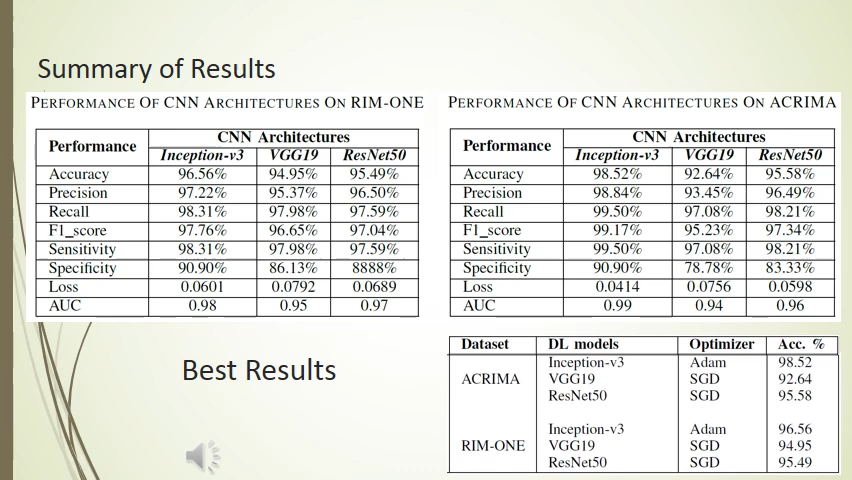 Summary of Results
PERFORMANCE OF CNN ARCHITECTURES ON RIM-ONE
Performance CNN Architectures
Inception-v3 VGG19 ResNet50
Accuracy 96.56% 94.95% 95.49%
Precision 97.22% 95.37% 96.50%
Recall 98.31% 97.98% 97.59%
F1_score 97.76% 96.65% 97.04%
Sensitivity 98.31% 97.98% 97.59%
Specificity 90.90% 86.13% 8888%
Loss 0.0601 0.0792 0.0689
AUC 0.98 0.95 0.97
PERFORMANCE OF CNN ARCHITECTURES ON ACRIMA
Performance CNN Architectures
Inception-v3 VGG19 ResNet50
Accuracy 98.52% 92.64% 95.58%
Precision 98.84% 93.45% 96.49%
Recall 99.50% 97.08% 98.21%
F1_score 99.17% 95.23% 97.34%
Sensitivity 99.50% 97.08% 98.21%
Specificity 90.90% 78.78% 83.33%
Loss 0.0414 0.0756 0.0598
AUC 0.99 0.94 0.96
Best Results
Dataset DL models Optimizer Acc. %
Inception-v3 Adam 98.52
ACRIMA VGG19 SGD 92.64
ResNet50 SGD 95.58
Inception-v3 Adam 96.56
RIM-ONE VGG19 SGD 94.95
ResNet50 SGD 95.49